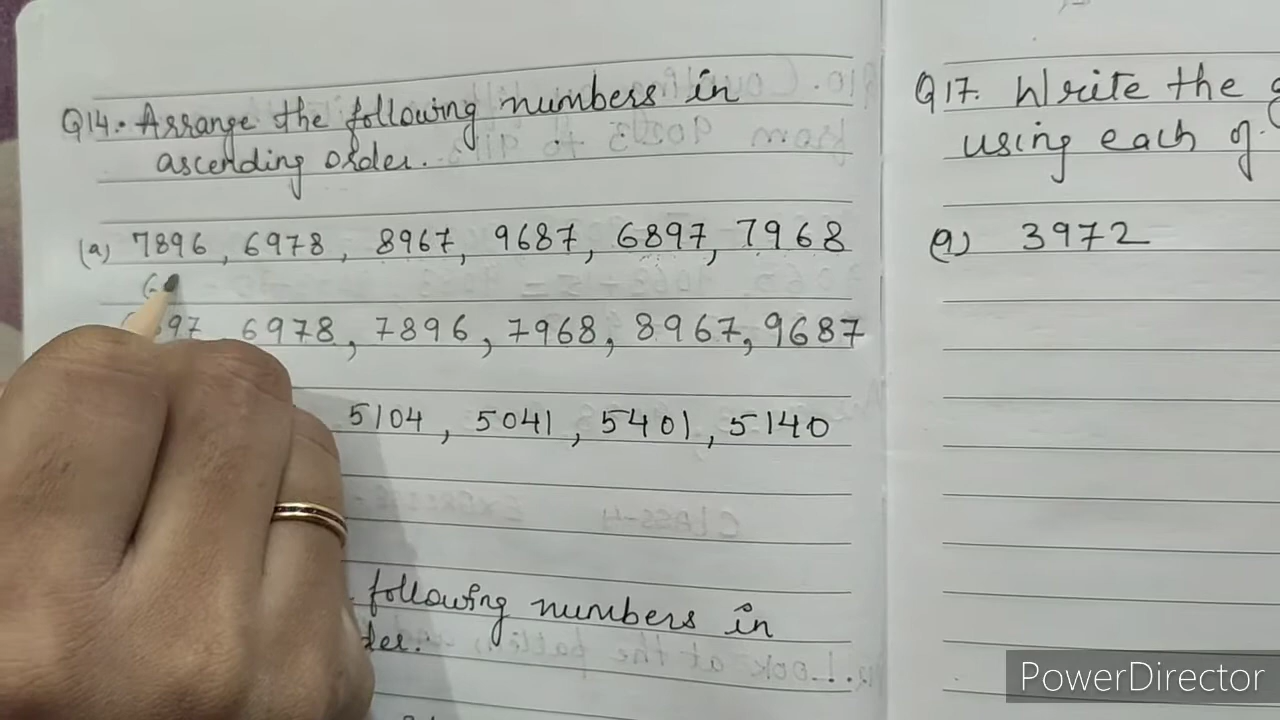 Q14. Arrange the following numbers in
ascending order.
(a) 7896, 6978, 8967, 9687, 6897, 7968
6978, 7896, 7968, 8967, 9687
5104, 5041, 5401, 5140
following numbers in
Q17. Write the
using each of
(a) 3972
PowerDirector